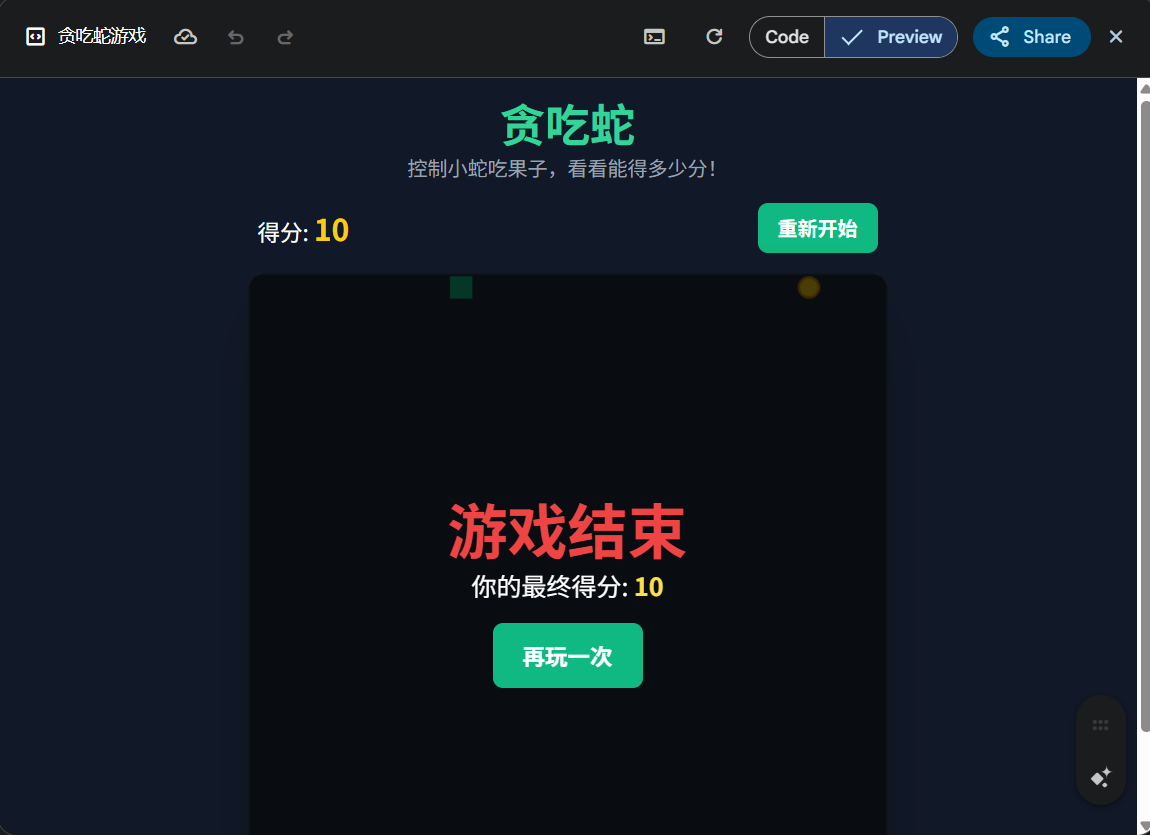 贪吃蛇游戏
Code
Preview
Share
贪吃蛇
控制小蛇吃果子，看看能得多少分！
得分: 10
重新开始
游戏结束
你的最终得分: 10
再玩一次